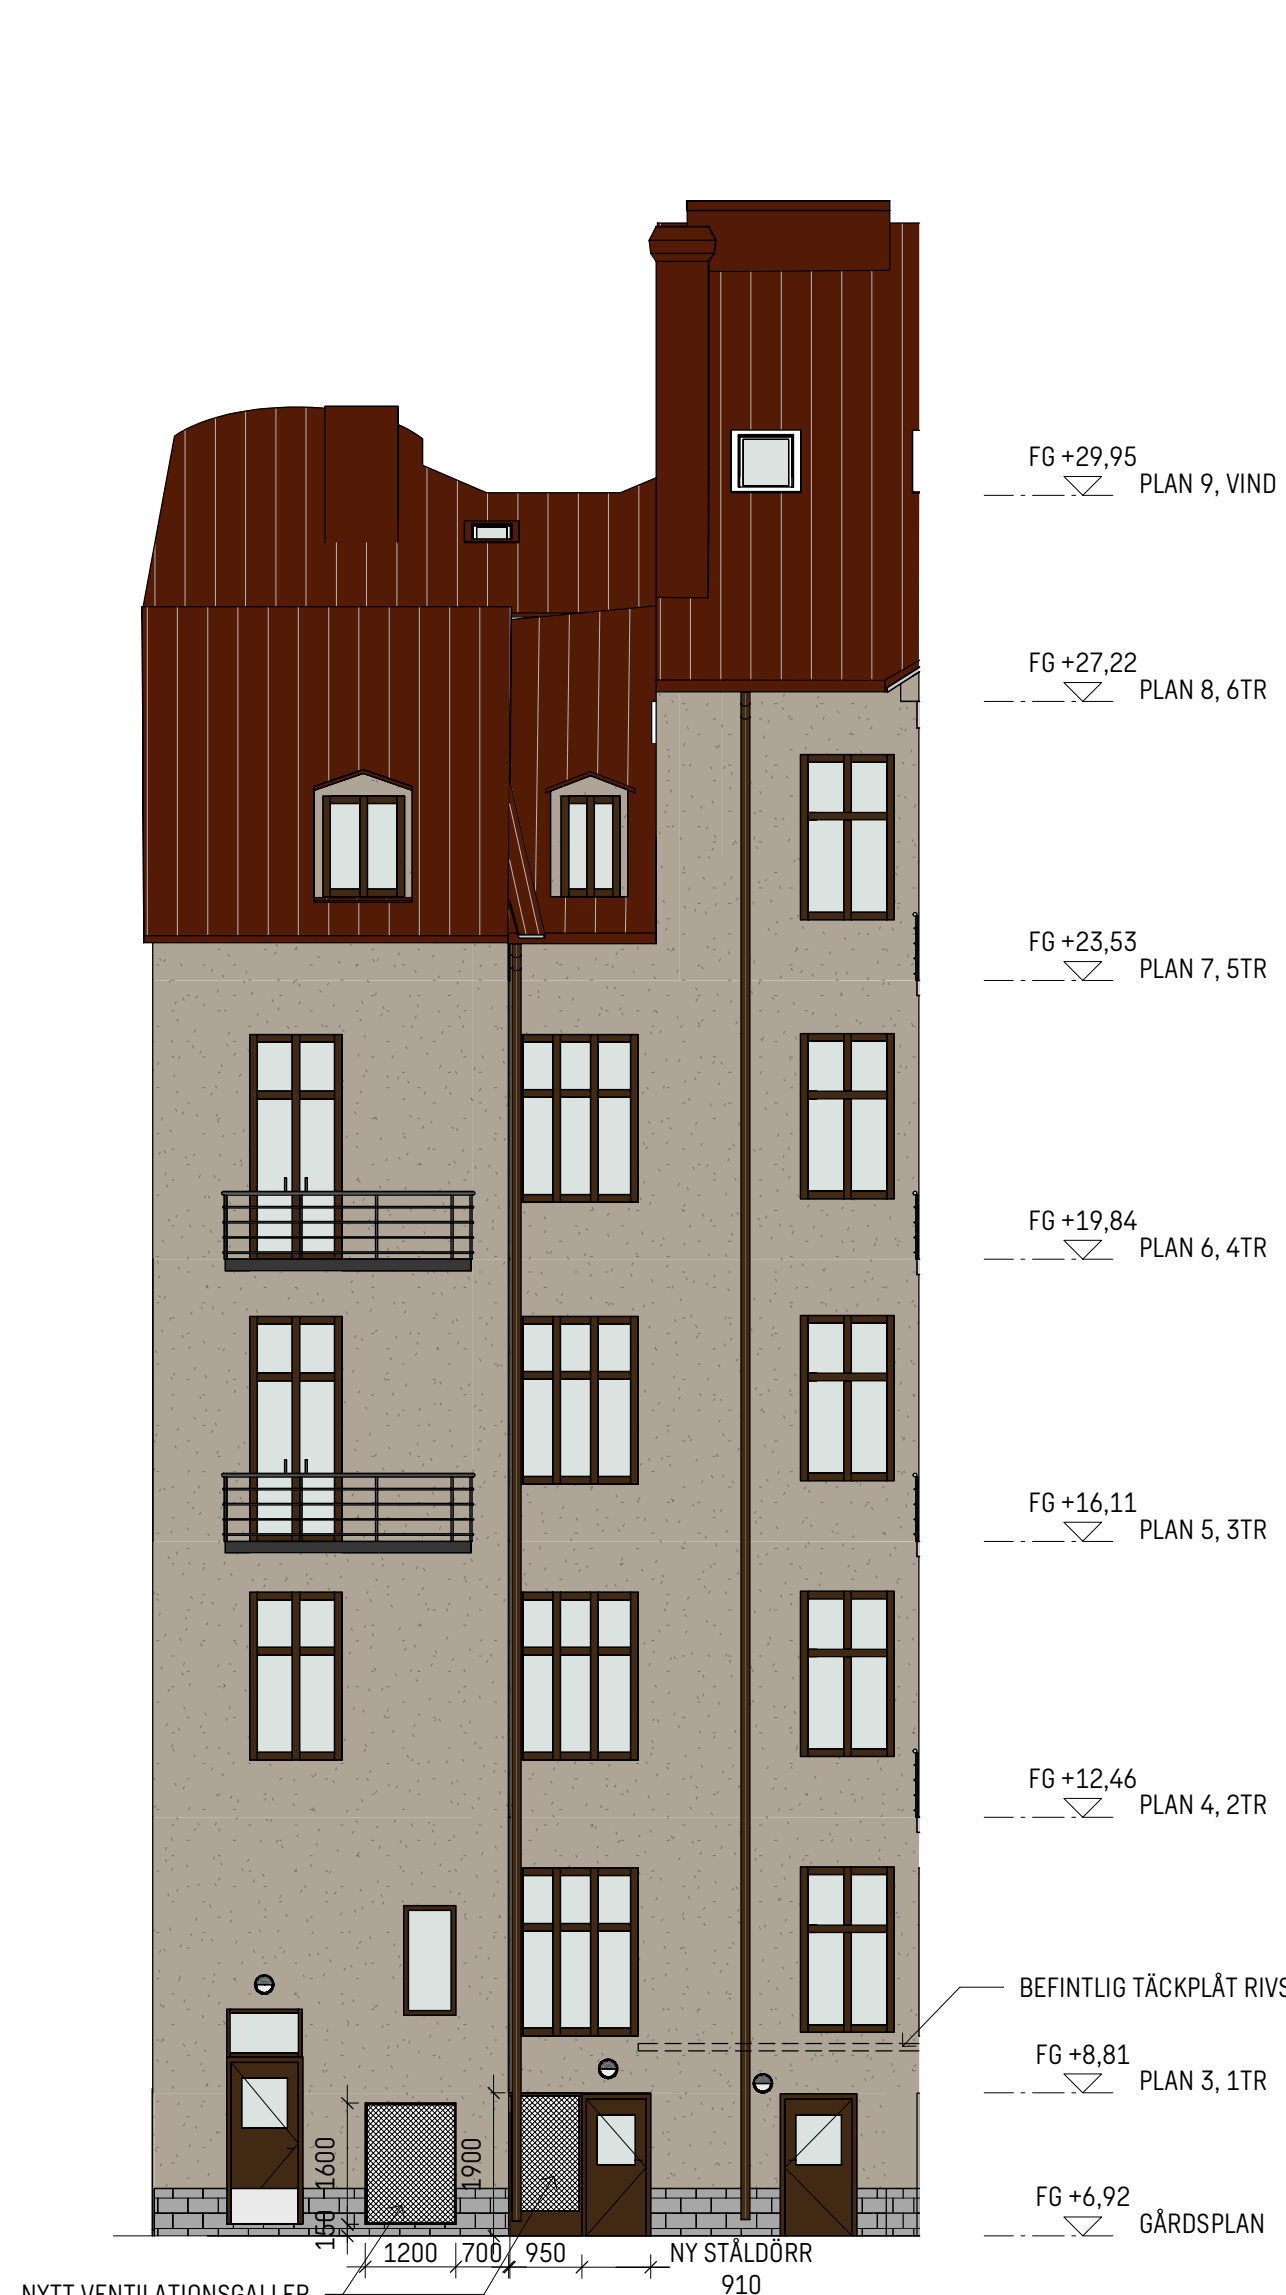 FG +29,95
PLAN 9, VIND
FG +27,22
PLAN 8, 6TR
FG +23,53
PLAN 7, 5TR
FG +19,84
PLAN 6, 4TR
FG +16,11
PLAN 5, 3TR
FG +12,46
PLAN 4, 2TR
BEFINTLIG TÄCKPLÅT RIVS
FG +8,81
PLAN 3, 1TR
1600
1900
FG +6,92
GÅRDSPLAN
150
1200
700
950
NY STÅLDÖRR
910
NYTT VENTILATIONSGALLER